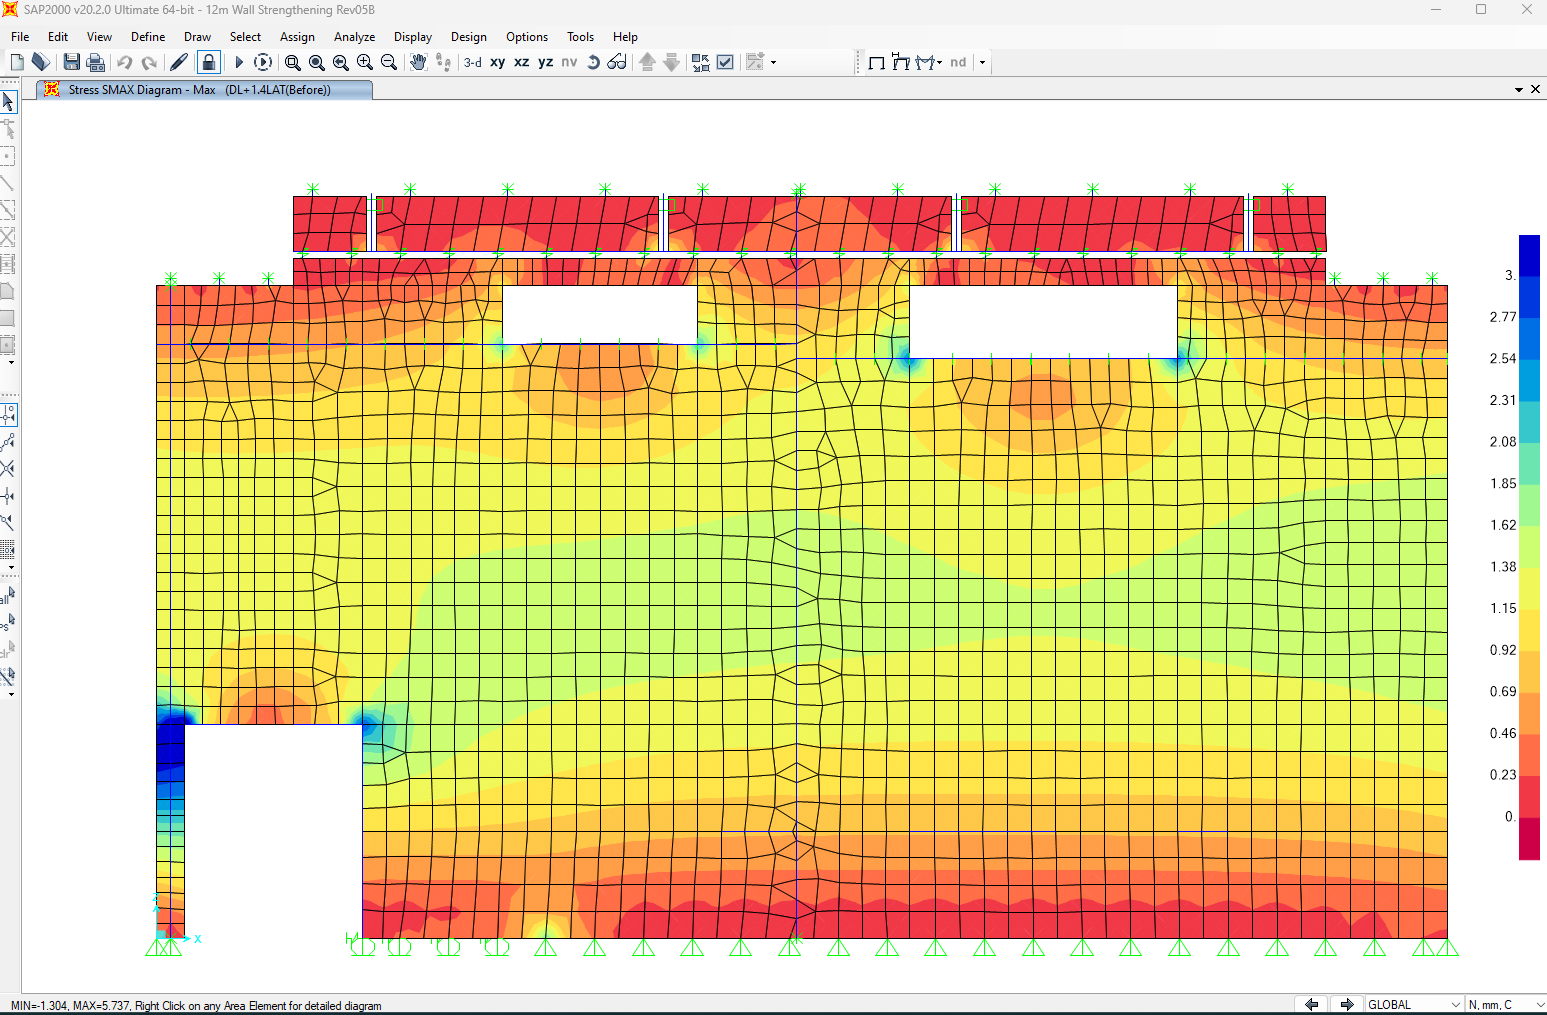 SAP2000 v20.2.0 Ultimate 64-bit - 12m Wall Strengthening Rev05B
File Edit View Define Draw Select Assign Analyze Display Design Options Tools Help
3-d xy xz yz nv nd
Stress SMAX Diagram - Max (DL+1.4LAT(Before))
3.
2.77
2.54
2.31
2.08
1.85
1.62
1.38
1.15
0.92
0.69
0.46
0.23
0.
all
PS
clr
Z
X
MIN=-1.304, MAX=5.737, Right Click on any Area Element for detailed diagram
GLOBAL
N, mm, C